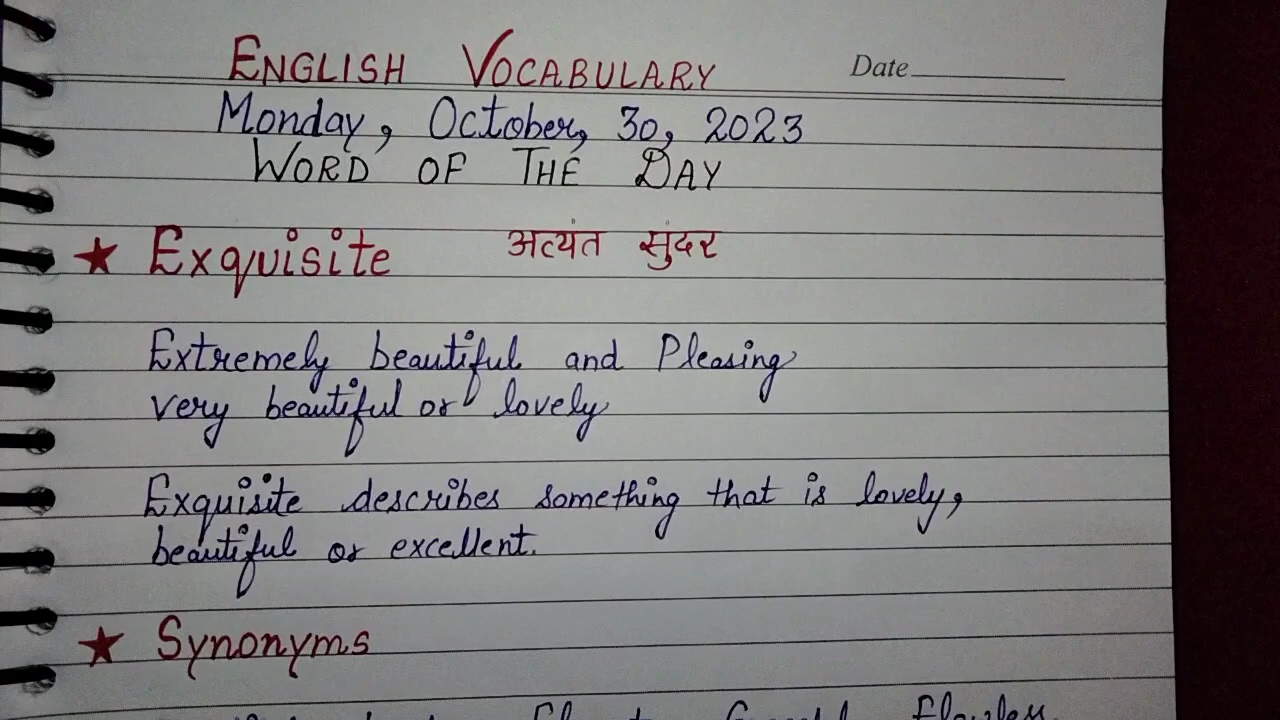 ENGLISH VOCABULARY Date
Monday, October, 30, 2023
WORD OF THE DAY
★ Exquisite अत्यंत सुंदर
Extremely beautiful and Pleasing
very beautiful or lovely
Exquisite describes something that is lovely,
beautiful or excellent.
★ Synonyms